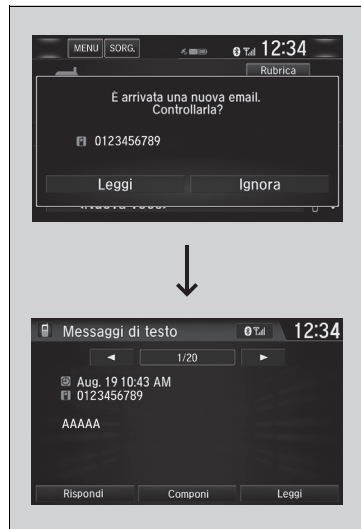 MENU SORG. 12:34
Rubrica
È arrivata una nuova email.
Controllarla?
0123456789
Leggi Ignora
Messaggi di testo 12:34
1/20
Aug. 19 10:43 AM
0123456789
AAAAA
Rispondi Componi Leggi